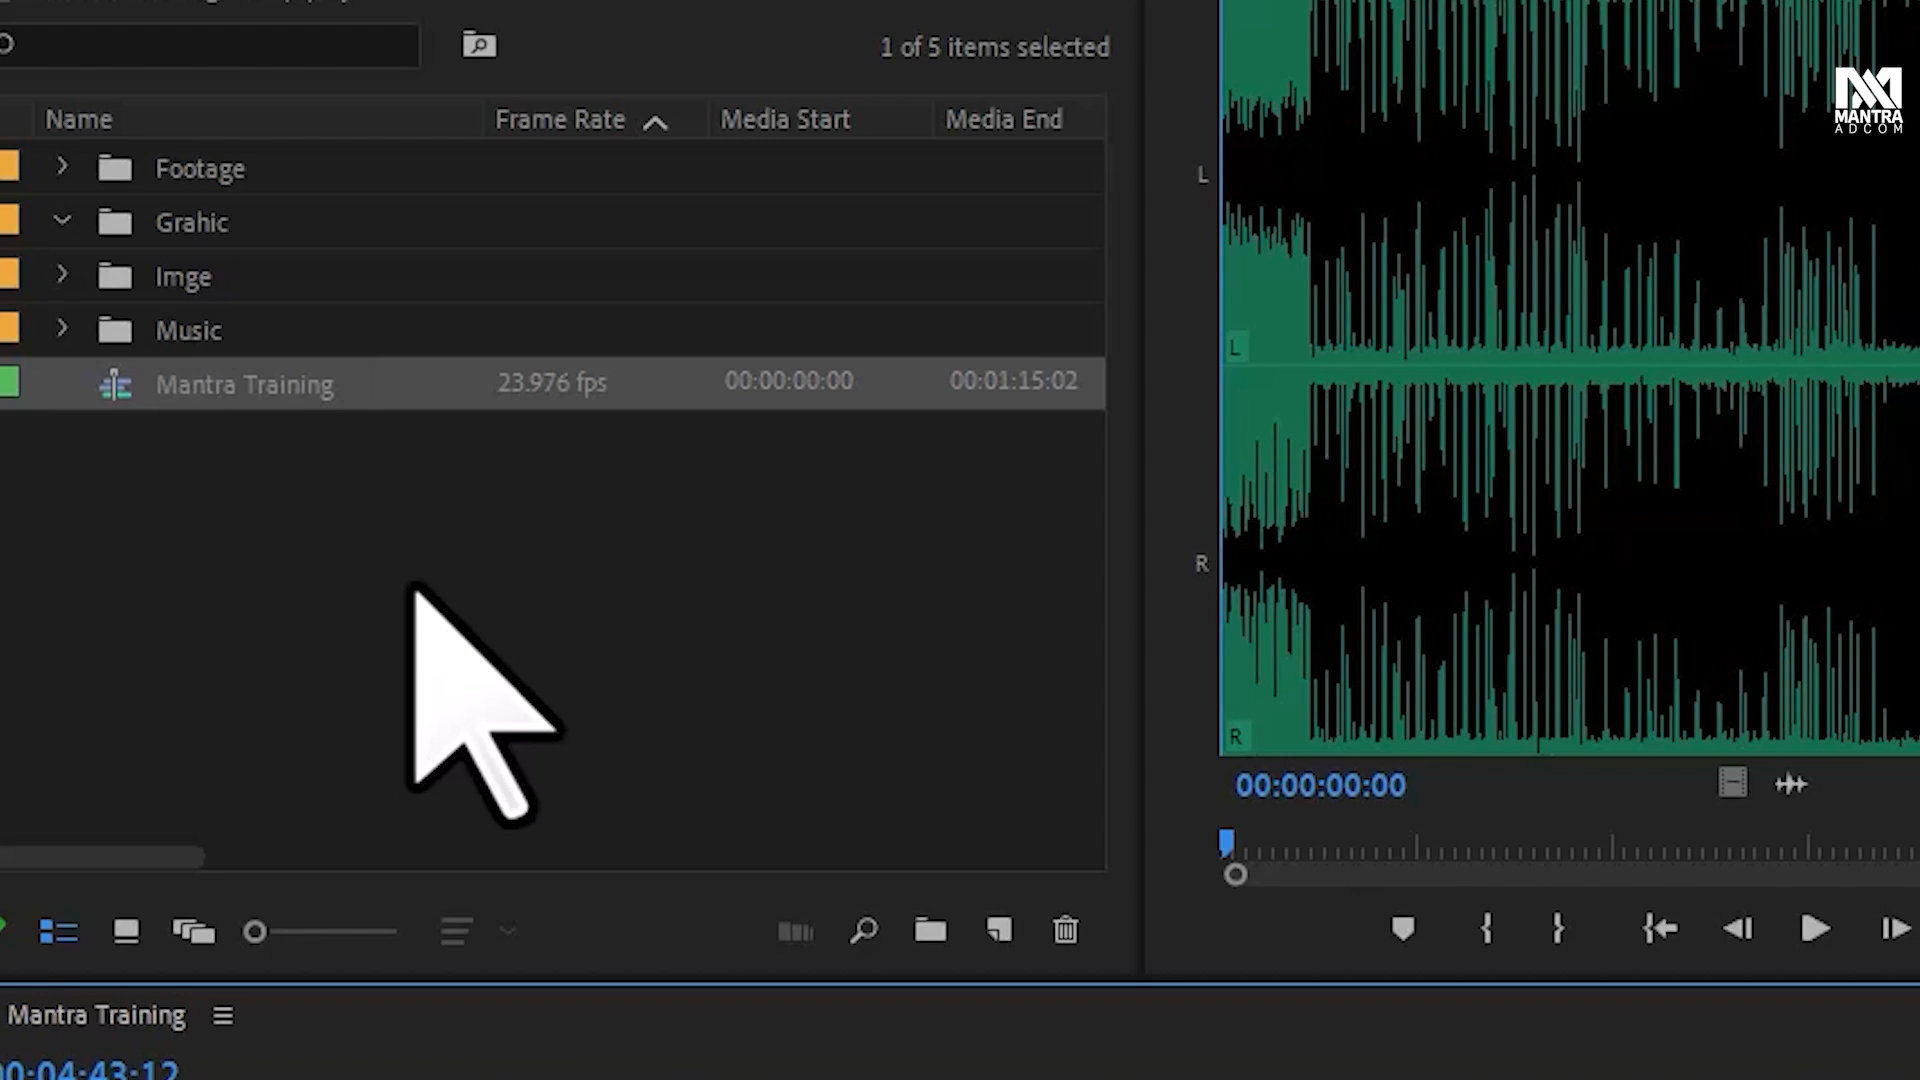 1 of 5 items selected
MANTRA
ADCOM
Name Frame Rate Media Start Media End
Footage
Grahic
Imge
Music
Mantra Training 23.976 fps 00:00:00:00 00:01:15:02
L
L
R
R
00:00:00:00
Mantra Training
00:04:43:12